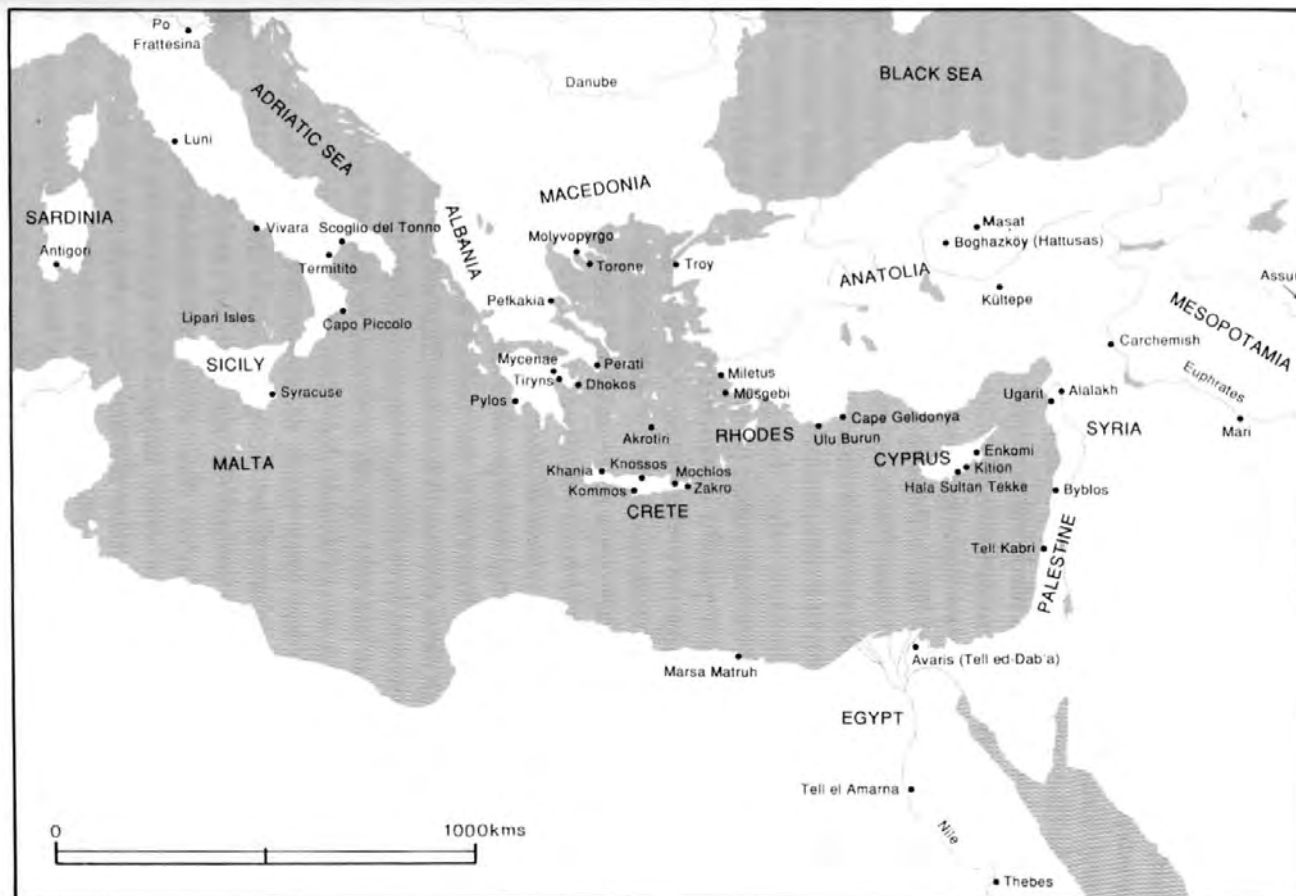 Po
Frattesina
Danube
BLACK SEA
ADRIATIC SEA
Luni
MACEDONIA
SARDINIA
ALBANIA
Vivara
Scoglio del Tonno
Masat
Molyvopyrgo
Boghazköy (Hattusas)
Antigori
Termitito
Torone
Troy
ANATOLIA
Assur
Pefkakia
Kültepe
MESOPOTAMIA
Lipari Isles
Capo Piccolo
Carchemish
SICILY
Mycenae
Perati
Miletus
Euphrates
Tiryns
Dhokos
Müsgebi
Ugarit
Alalakh
Syracuse
Pylos
Cape Gelidonya
Mari
Akrotiri
RHODES
Ulu Burun
SYRIA
MALTA
Enkomi
CYPRUS
Kition
Khania
Knossos
Mochlos
Hala Sultan Tekke
Kommos
Zakro
Byblos
CRETE
PALESTINE
Tell Kabri
Marsa Matruh
Avaris (Tell ed-Dab'a)
EGYPT
Tell el Amarna
Nile
0
1000kms
Thebes